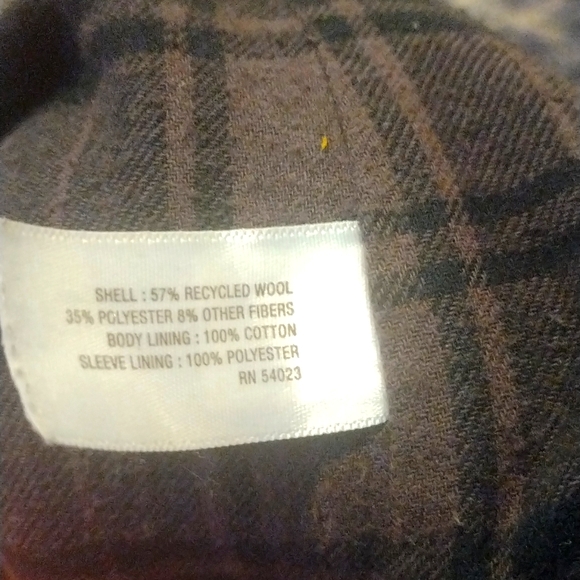 SHELL : 57% RECYCLED WOOL
35% POLYESTER 8% OTHER FIBERS
BODY LINING : 100% COTTON
SLEEVE LINING : 100% POLYESTER
RN 54023